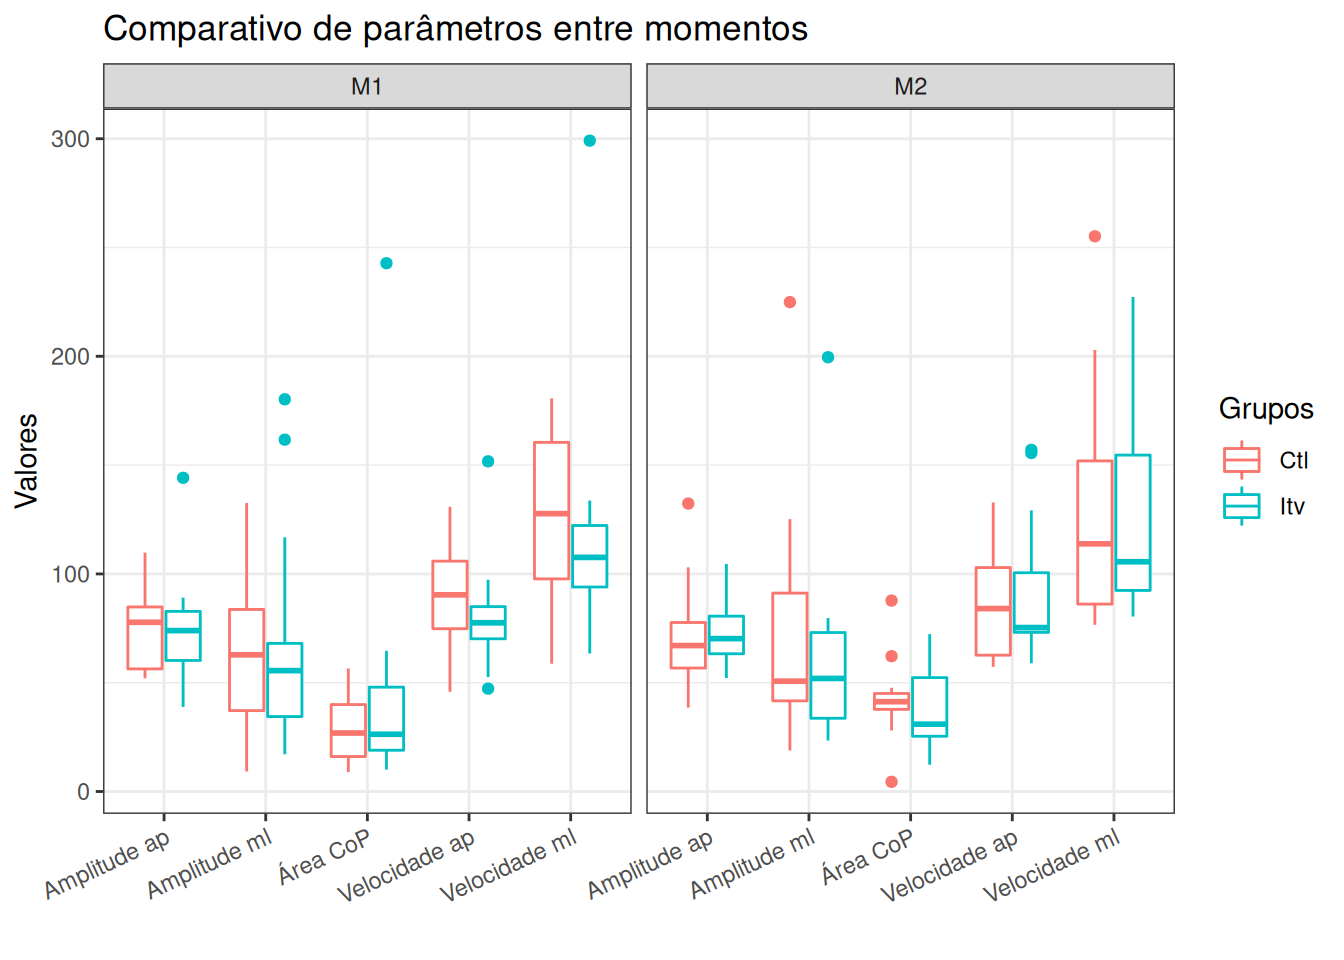 Comparativo de parâmetros entre momentos
M1
M2
Valores
300
200
100
0
Amplitude ap
Amplitude ml
Área CoP
Velocidade ap
Velocidade ml
Amplitude ap
Amplitude ml
Área CoP
Velocidade ap
Velocidade ml
Grupos
Ctl
Itv